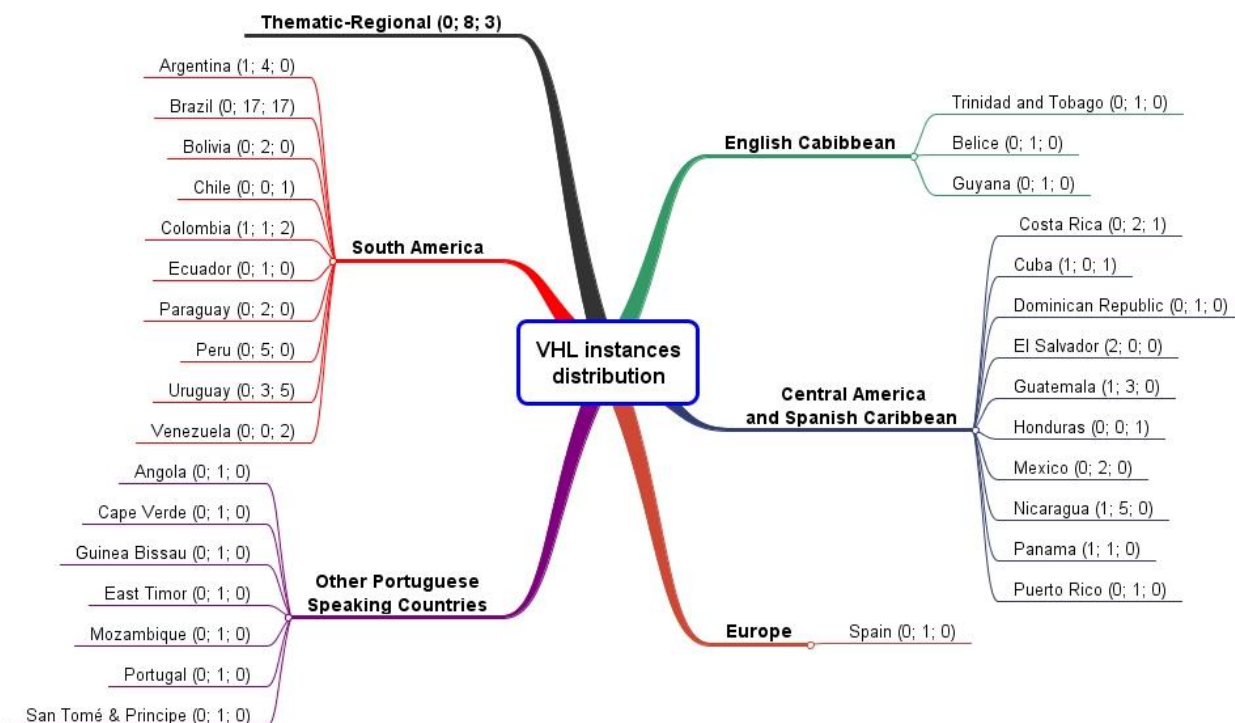 Thematic-Regional (0; 8; 3)
Argentina (1; 4; 0)
Brazil (0; 17; 17)
Bolivia (0; 2; 0)
Chile (0; 0; 1)
Colombia (1; 1; 2)
Ecuador (0; 1; 0)
Paraguay (0; 2; 0)
Peru (0; 5; 0)
Uruguay (0; 3; 5)
Venezuela (0; 0; 2)
South America
Angola (0; 1; 0)
Cape Verde (0; 1; 0)
Guinea Bissau (0; 1; 0)
East Timor (0; 1; 0)
Mozambique (0; 1; 0)
Portugal (0; 1; 0)
San Tomé & Principe (0; 1; 0)
Other Portuguese
Speaking Countries
VHL instances
distribution
English Cabibbean
Trinidad and Tobago (0; 1; 0)
Belice (0; 1; 0)
Guyana (0; 1; 0)
Central America
and Spanish Caribbean
Costa Rica (0; 2; 1)
Cuba (1; 0; 1)
Dominican Republic (0; 1; 0)
El Salvador (2; 0; 0)
Guatemala (1; 3; 0)
Honduras (0; 0; 1)
Mexico (0; 2; 0)
Nicaragua (1; 5; 0)
Panama (1; 1; 0)
Puerto Rico (0; 1; 0)
Europe
Spain (0; 1; 0)